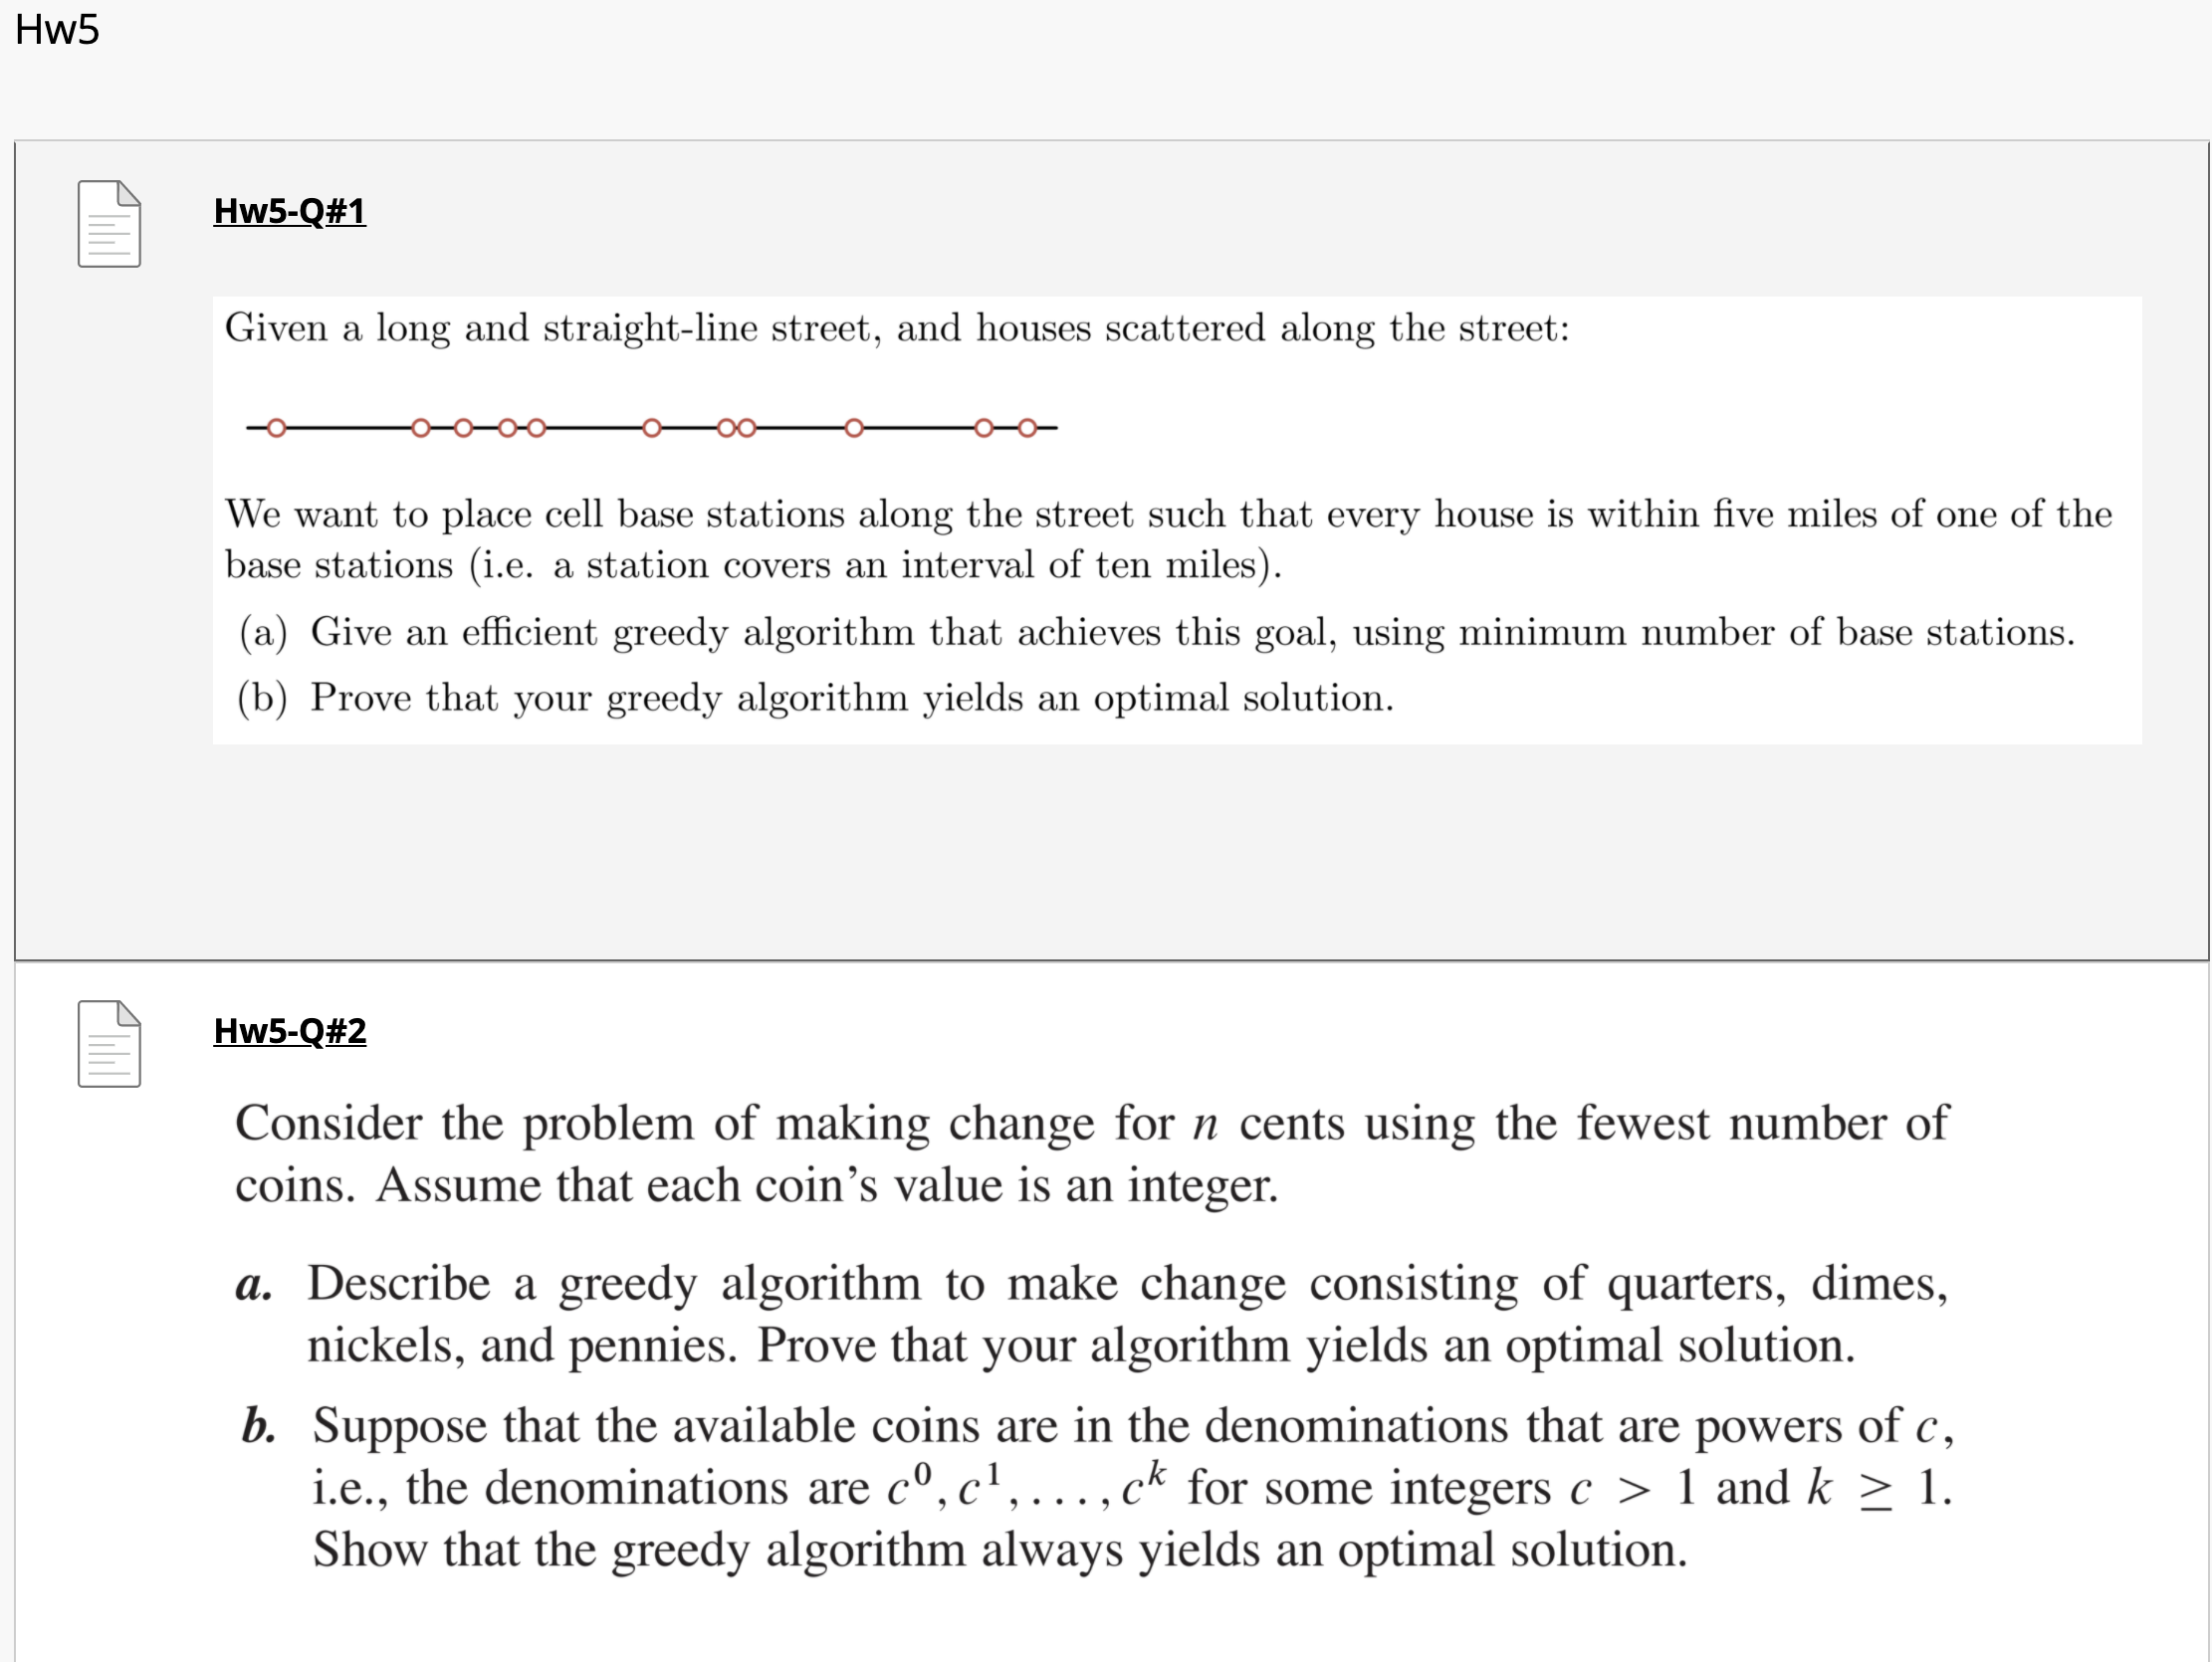 Hw5
Hw5-Q#1
Given a long and straight-line street, and houses scattered along the street:
We want to place cell base stations along the street such that every house is within five miles of one of the
base stations (i.e. a station covers an interval of ten miles).
(a) Give an efficient greedy algorithm that achieves this goal, using minimum number of base stations.
(b) Prove that your greedy algorithm yields an optimal solution.
Hw5-Q#2
Consider the problem of making change for n cents using the fewest number of
coins. Assume that each coin's value is an integer.
a. Describe a greedy algorithm to make change consisting of quarters, dimes,
nickels, and pennies. Prove that your algorithm yields an optimal solution.
b. Suppose that the available coins are in the denominations that are powers of c,
i.e., the denominations are c⁰, c¹, . . . , cᵏ for some integers c > 1 and k ≥ 1.
Show that the greedy algorithm always yields an optimal solution.